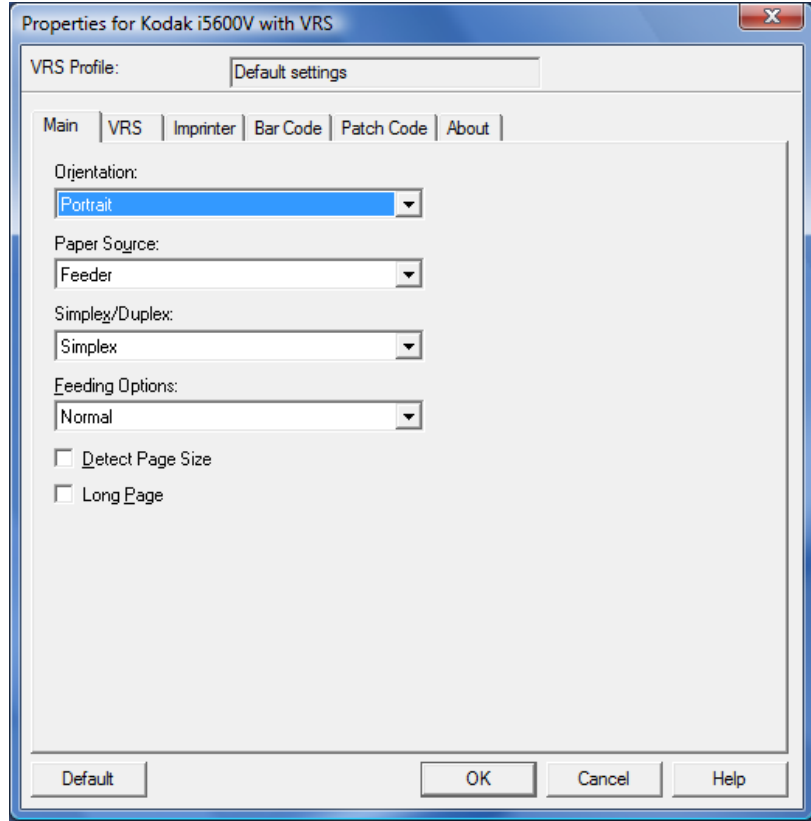 Properties for Kodak i5600V with VRS
VRS Profile: Default settings
Main VRS Imprinter Bar Code Patch Code About
Orientation:
Portrait
Paper Source:
Feeder
Simplex/Duplex:
Simplex
Feeding Options:
Normal
Detect Page Size
Long Page
Default OK Cancel Help